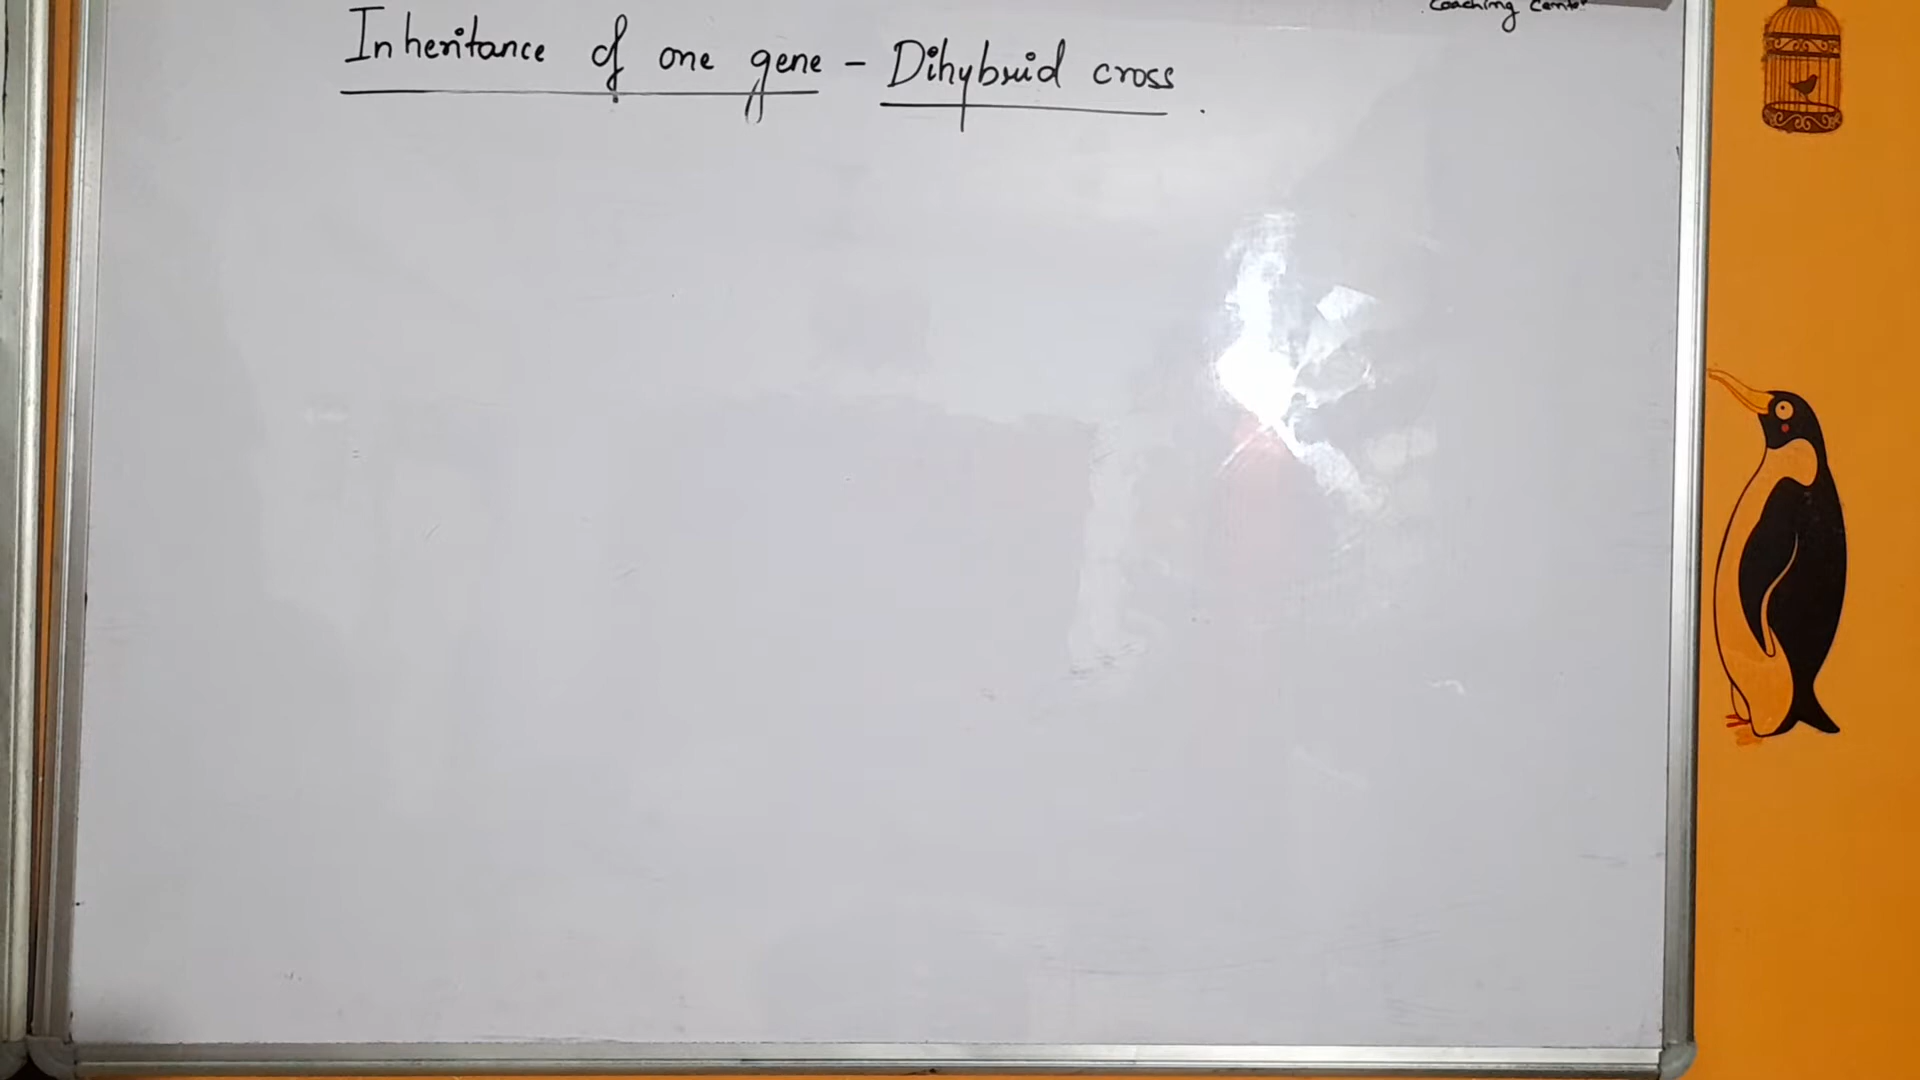 Coaching Center
Inheritance of one gene - Dihybrid cross.